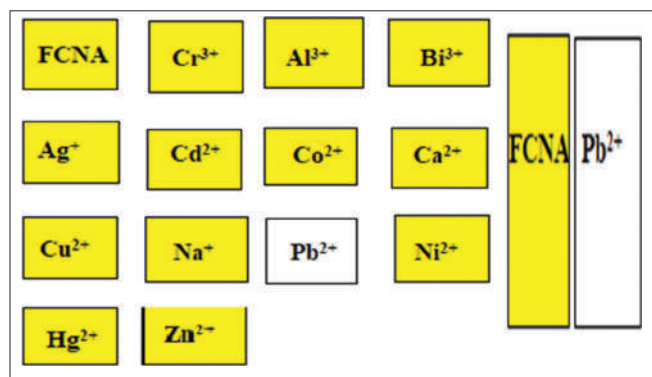 FCNA Cr³⁺ Al³⁺ Bi³⁺
Ag⁺ Cd²⁺ Co²⁺ Ca²⁺
Cu²⁺ Na⁺ Pb²⁺ Ni²⁺
Hg²⁺ Zn²⁺
FCNA Pb²⁺